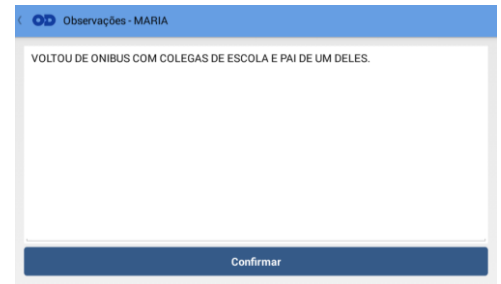 OD Observações - MARIA
VOLTOU DE ONIBUS COM COLEGAS DE ESCOLA E PAI DE UM DELES.
Confirmar